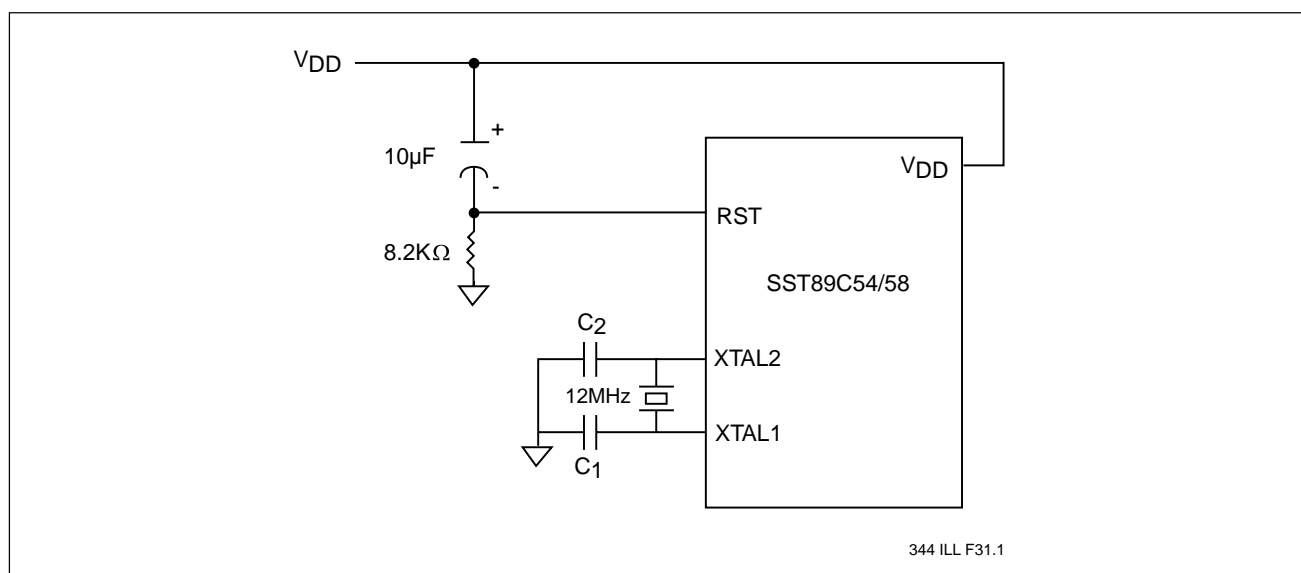 VDD
+
10µF
-
8.2KΩ
VDD
RST
SST89C54/58
C2
XTAL2
12MHz
XTAL1
C1
344 ILL F31.1